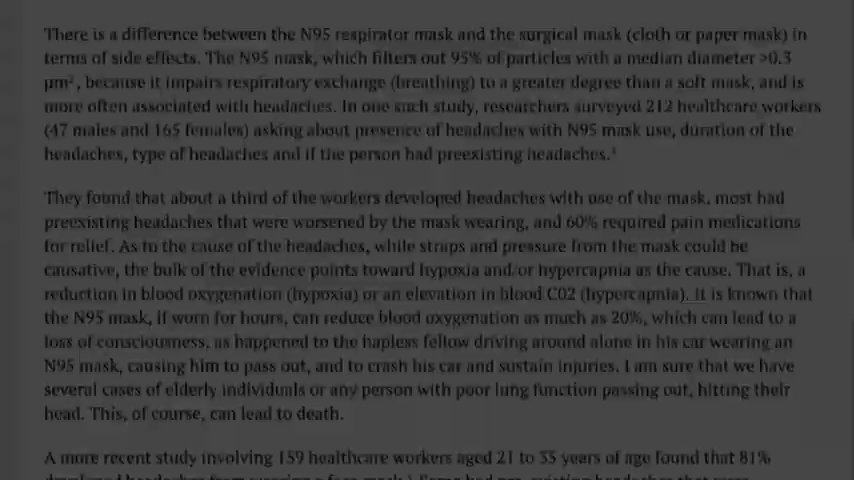 There is a difference between the N95 respirator mask and the surgical mask (cloth or paper mask) in
terms of side effects. The N95 mask, which filters out 95% of particles with a median diameter >0.3
µm², because it impairs respiratory exchange (breathing) to a greater degree than a soft mask, and is
more often associated with headaches. In one such study, researchers surveyed 212 healthcare workers
(47 males and 165 females) asking about presence of headaches with N95 mask use, duration of the
headaches, type of headaches and if the person had preexisting headaches.
They found that about a third of the workers developed headaches with use of the mask, most had
preexisting headaches that were worsened by the mask wearing, and 60% required pain medications
for relief. As to the cause of the headaches, while straps and pressure from the mask could be
causative, the bulk of the evidence points toward hypoxia and/or hypercapnia as the cause. That is, a
reduction in blood oxygenation (hypoxia) or an elevation in blood C02 (hypercapnia). It is known that
the N95 mask, if worn for hours, can reduce blood oxygenation as much as 20%, which can lead to a
loss of consciousness, as happened to the hapless fellow driving around alone in his car wearing an
N95 mask, causing him to pass out, and to crash his car and sustain injuries. I am sure that we have
several cases of elderly individuals or any person with poor lung function passing out, hitting their
head. This, of course, can lead to death.
A more recent study involving 159 healthcare workers aged 21 to 35 years of age found that 81%